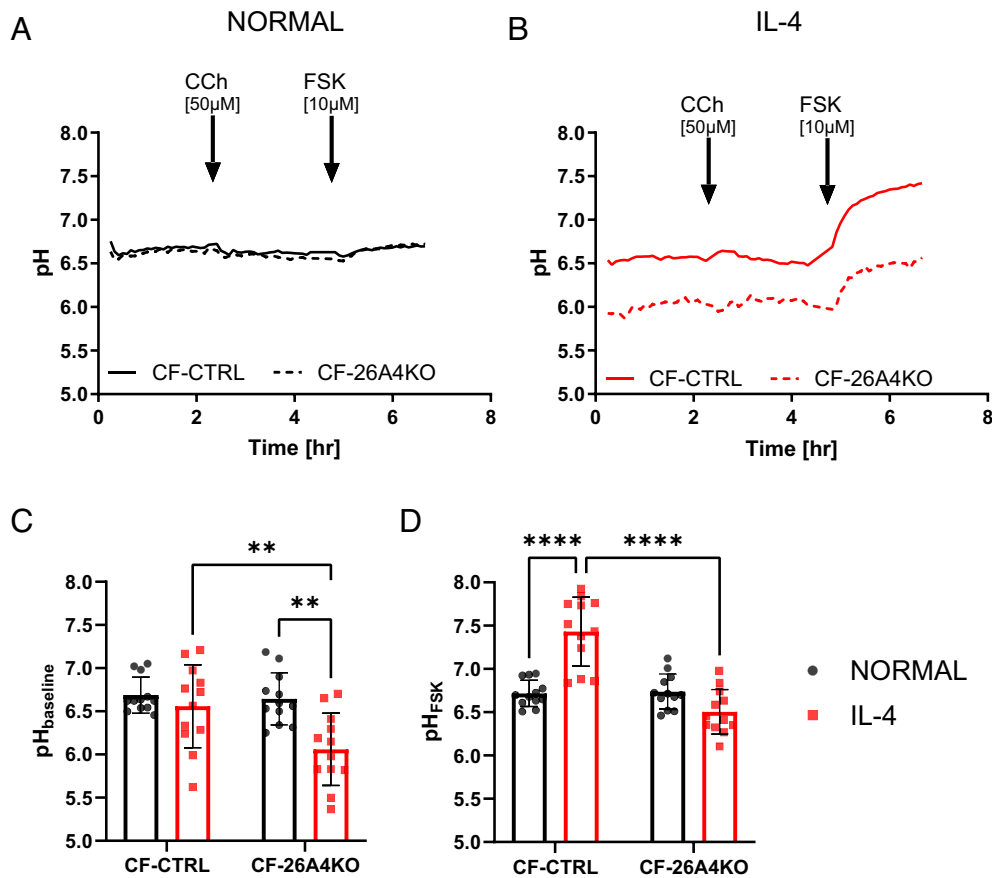 A
NORMAL
CCh
[50μM]
FSK
[10μM]
8.0
7.5
7.0
6.5
6.0
5.5
5.0
pH
CF-CTRL
CF-26A4KO
0
2
4
6
8
Time [hr]
B
IL-4
CCh
[50μM]
FSK
[10μM]
8.0
7.5
7.0
6.5
6.0
5.5
5.0
pH
CF-CTRL
CF-26A4KO
0
2
4
6
8
Time [hr]
C
**
**
8.0
7.5
7.0
6.5
6.0
5.5
5.0
pHbaseline
CF-CTRL
CF-26A4KO
D
****
****
8.0
7.5
7.0
6.5
6.0
5.5
5.0
pHFSK
CF-CTRL
CF-26A4KO
NORMAL
IL-4